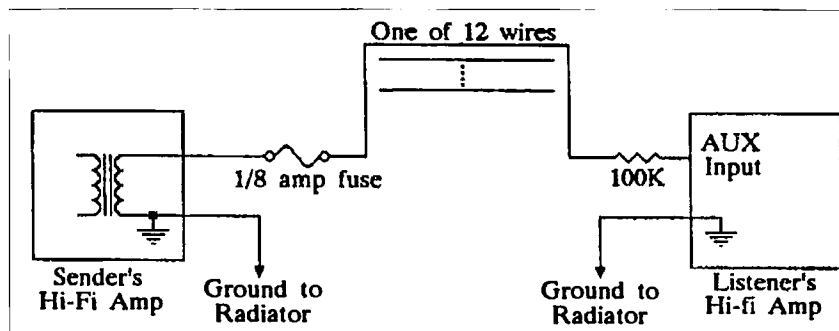 One of 12 wires
1/8 amp fuse
100K
AUX
Input
Sender's
Hi-Fi Amp
Ground to
Radiator
Ground to
Radiator
Listener's
Hi-fi Amp